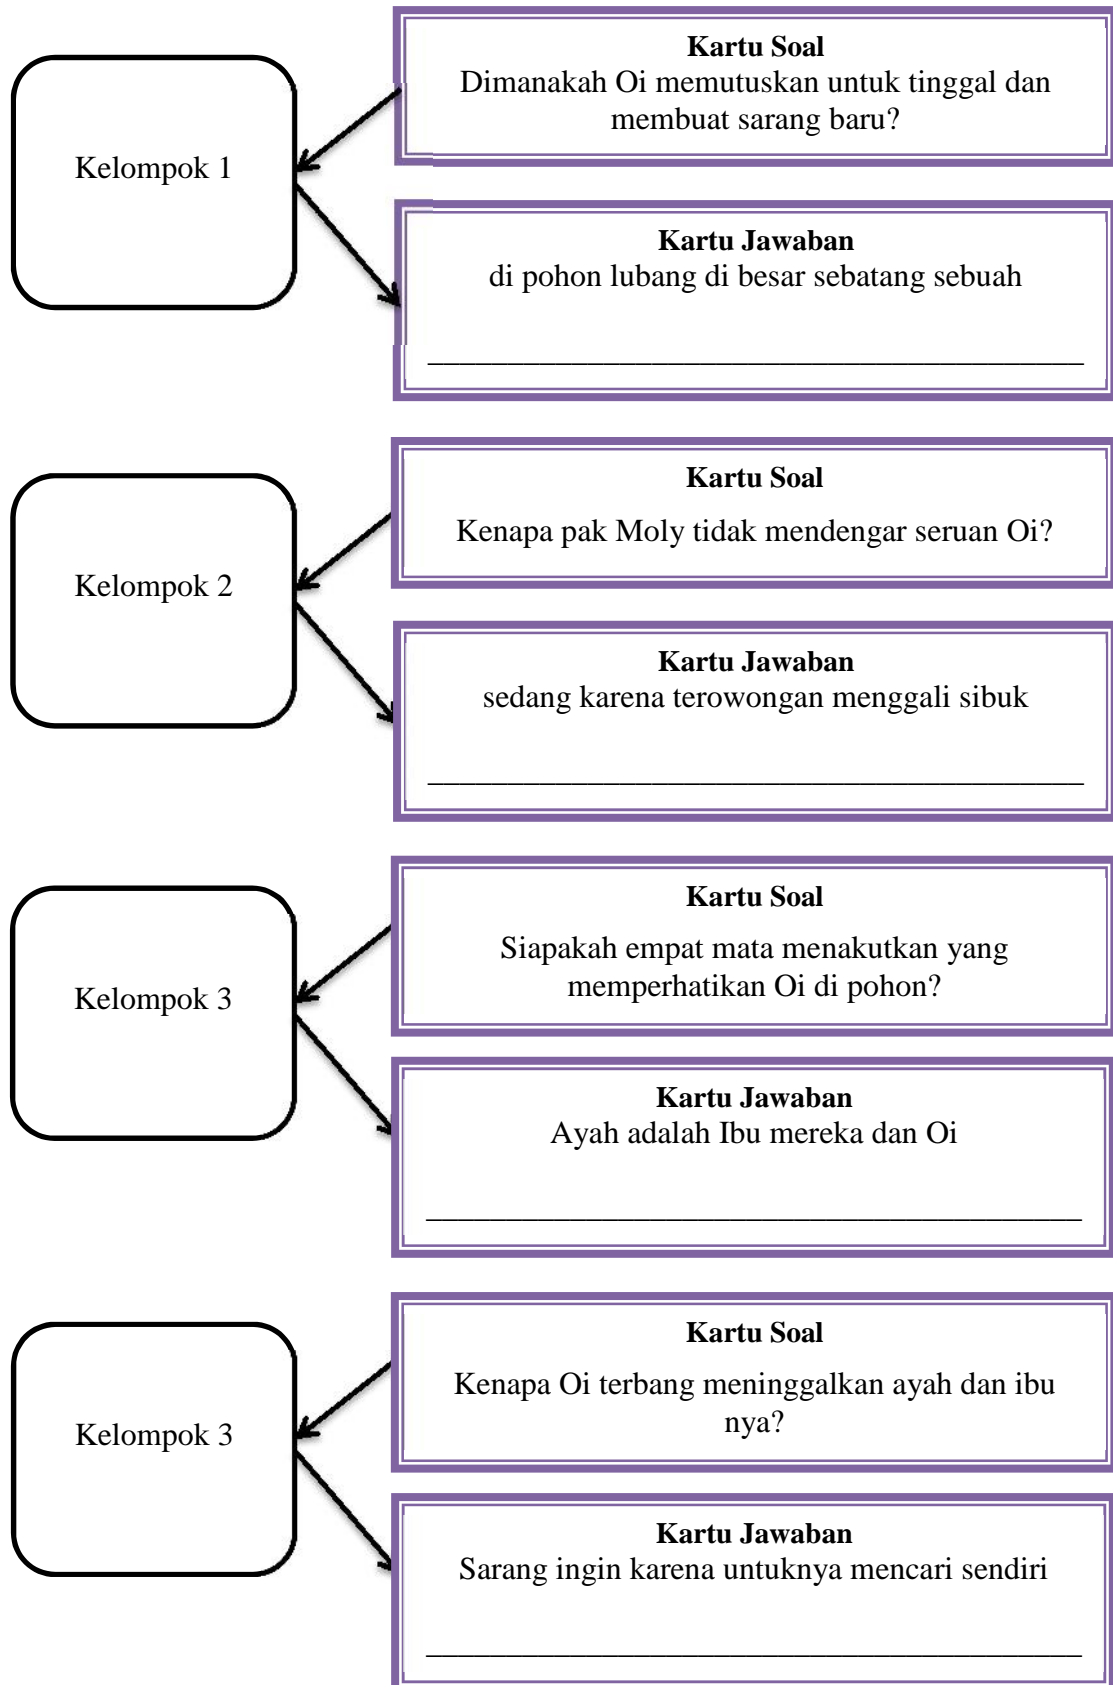 Kelompok 1
Kartu Soal
Dimanakah Oi memutuskan untuk tinggal dan
membuat sarang baru?
Kartu Jawaban
di pohon lubang di besar sebatang sebuah
Kelompok 2
Kartu Soal
Kenapa pak Moly tidak mendengar seruan Oi?
Kartu Jawaban
sedang karena terowongan menggali sibuk
Kelompok 3
Kartu Soal
Siapakah empat mata menakutkan yang
memperhatikan Oi di pohon?
Kartu Jawaban
Ayah adalah Ibu mereka dan Oi
Kelompok 3
Kartu Soal
Kenapa Oi terbang meninggalkan ayah dan ibu
nya?
Kartu Jawaban
Sarang ingin karena untuknya mencari sendiri